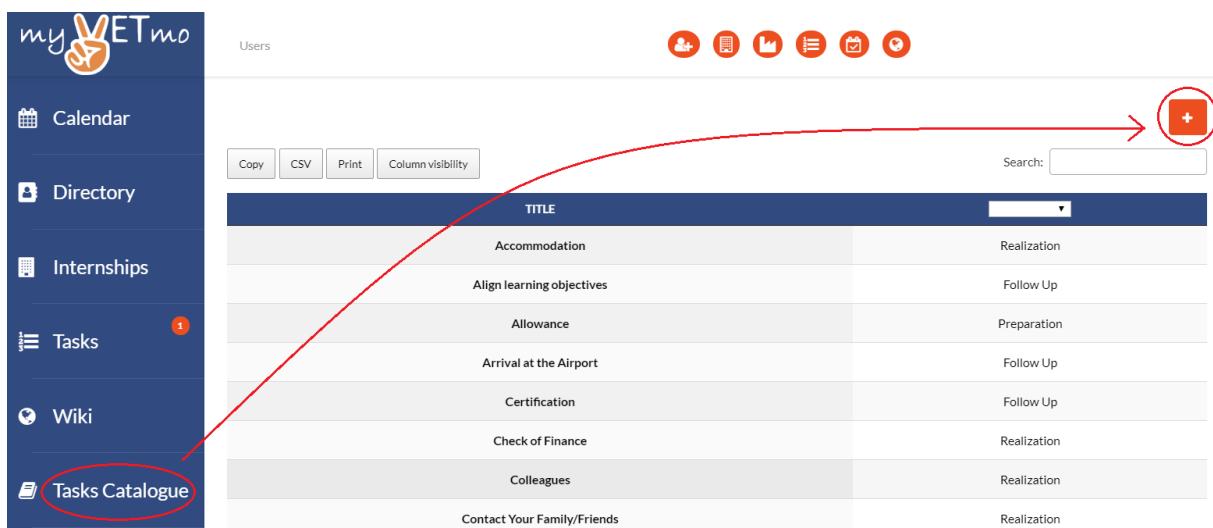 my VETmo
Users
Calendar
Directory
Internships
Tasks
1
Wiki
Tasks Catalogue
+
Copy CSV Print Column visibility
Search:
TITLE
Accommodation Realization
Align learning objectives Follow Up
Allowance Preparation
Arrival at the Airport Follow Up
Certification Follow Up
Check of Finance Realization
Colleagues Realization
Contact Your Family/Friends Realization